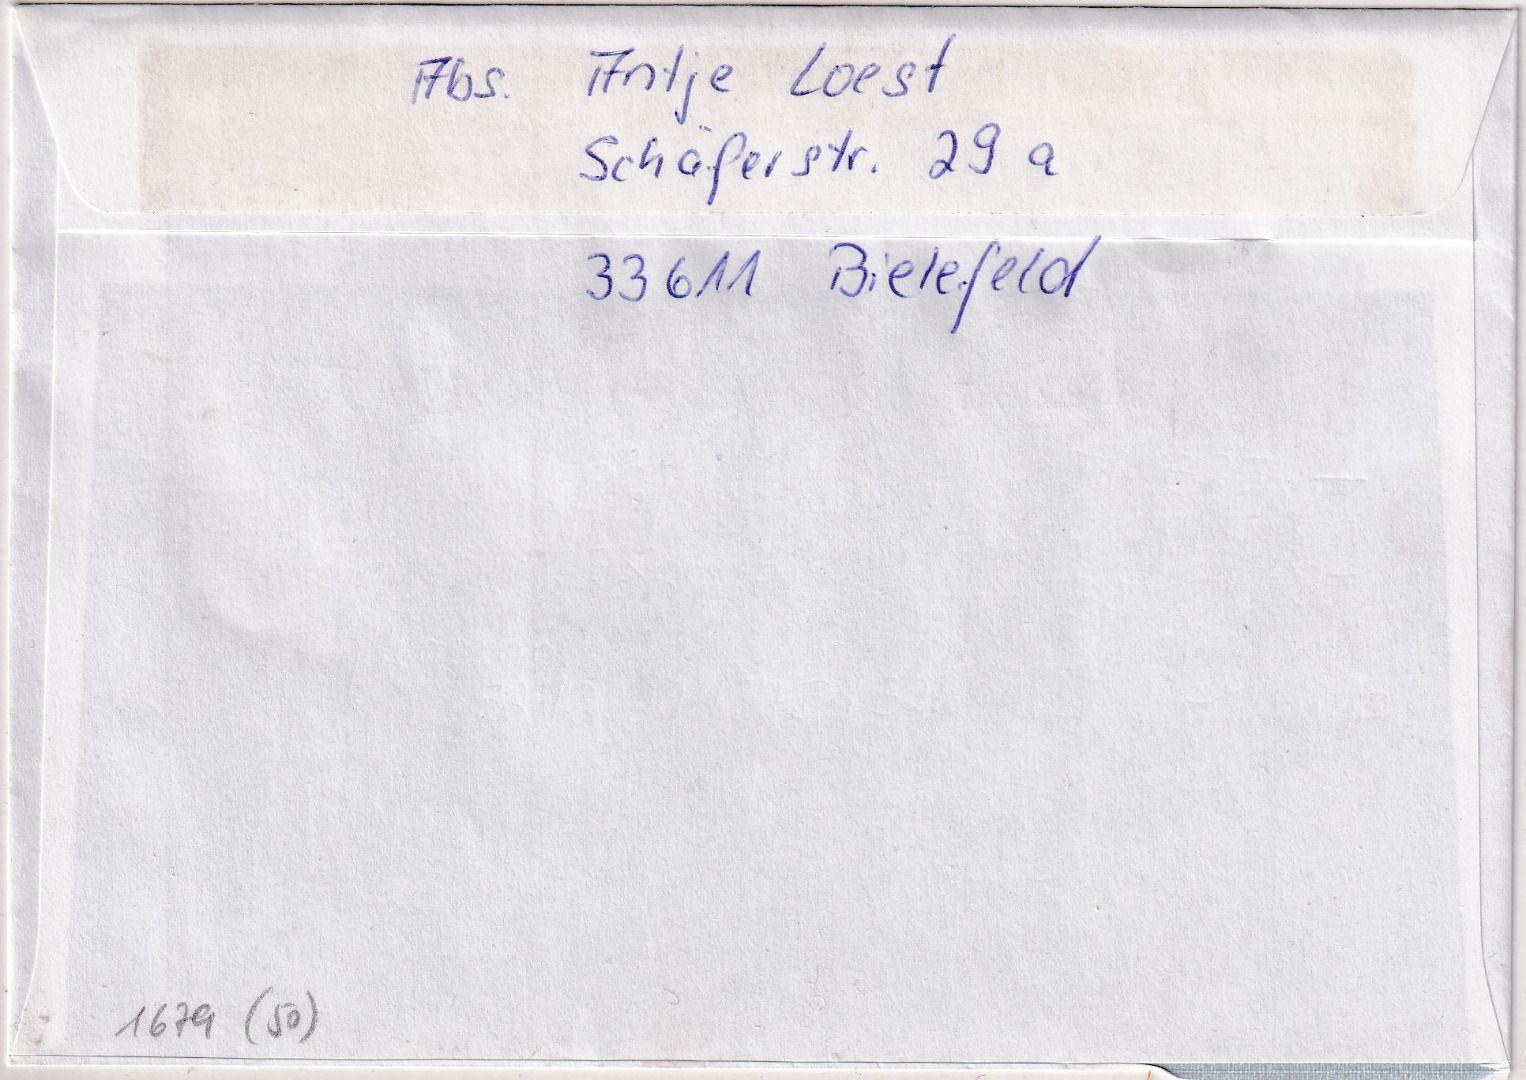 Abs. Antje Loest
Schäferstr. 29 a
33611 Bielefeld
1679 (50)